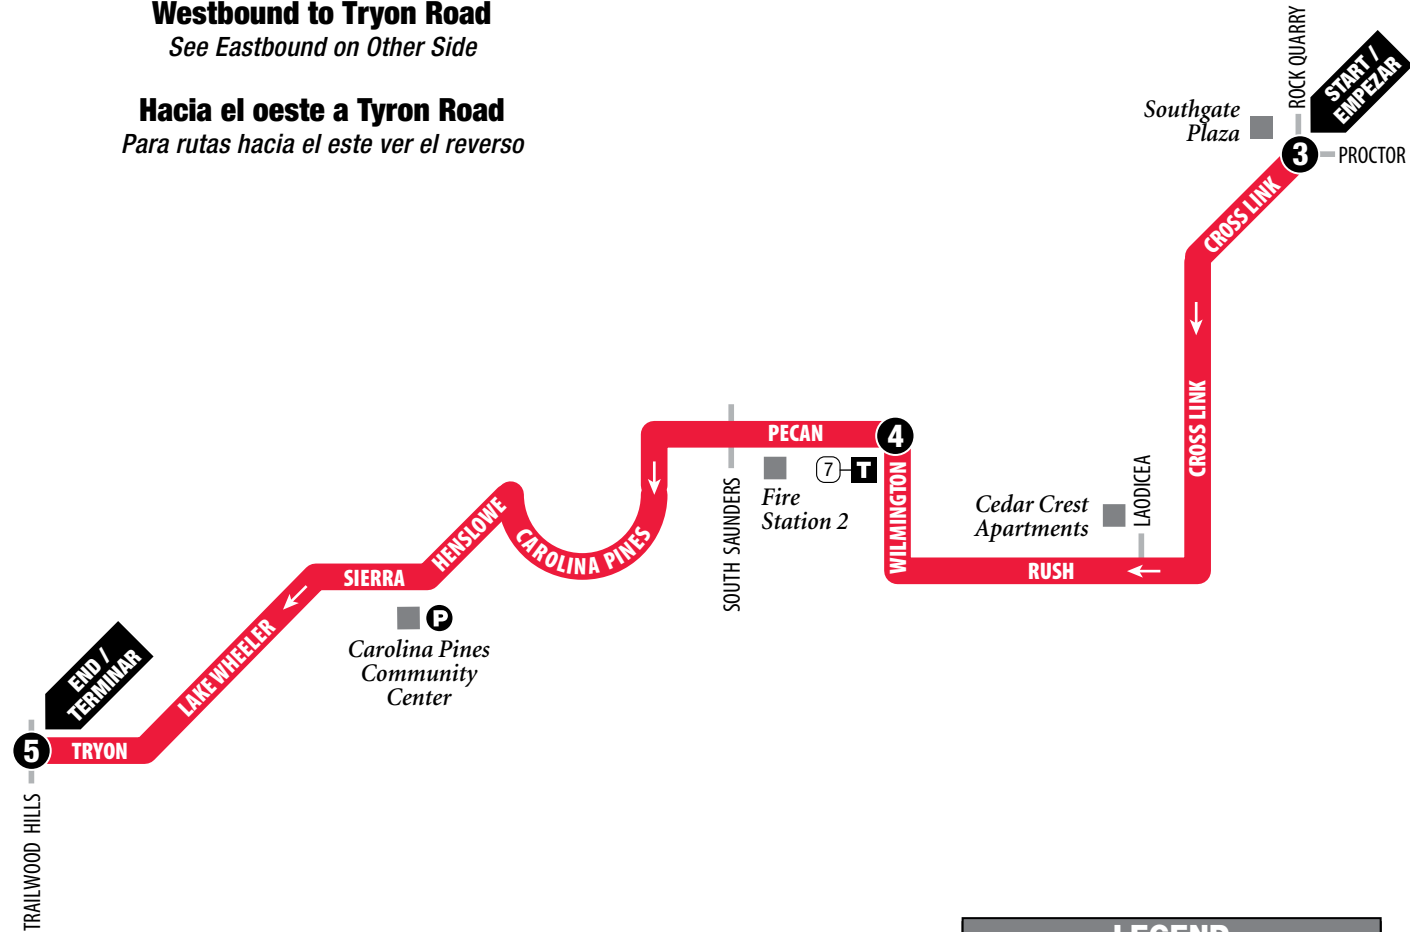 Westbound to Tryon Road
See Eastbound on Other Side
Hacia el oeste a Tyron Road
Para rutas hacia el este ver el reverso
ROCK QUARRY
START /
EMPEZAR
Southgate
Plaza
3
PROCTOR
CROSS LINK
CROSS LINK
LAODICEA
Cedar Crest
Apartments
RUSH
WILMINGTON
4
7
T
PECAN
Fire
Station 2
SOUTH SAUNDERS
CAROLINA PINES
HENSLOWE
SIERRA
P
Carolina Pines
Community
Center
LAKE WHEELER
END /
TERMINAR
5
TRYON
TRAILWOOD HILLS
LEGEND